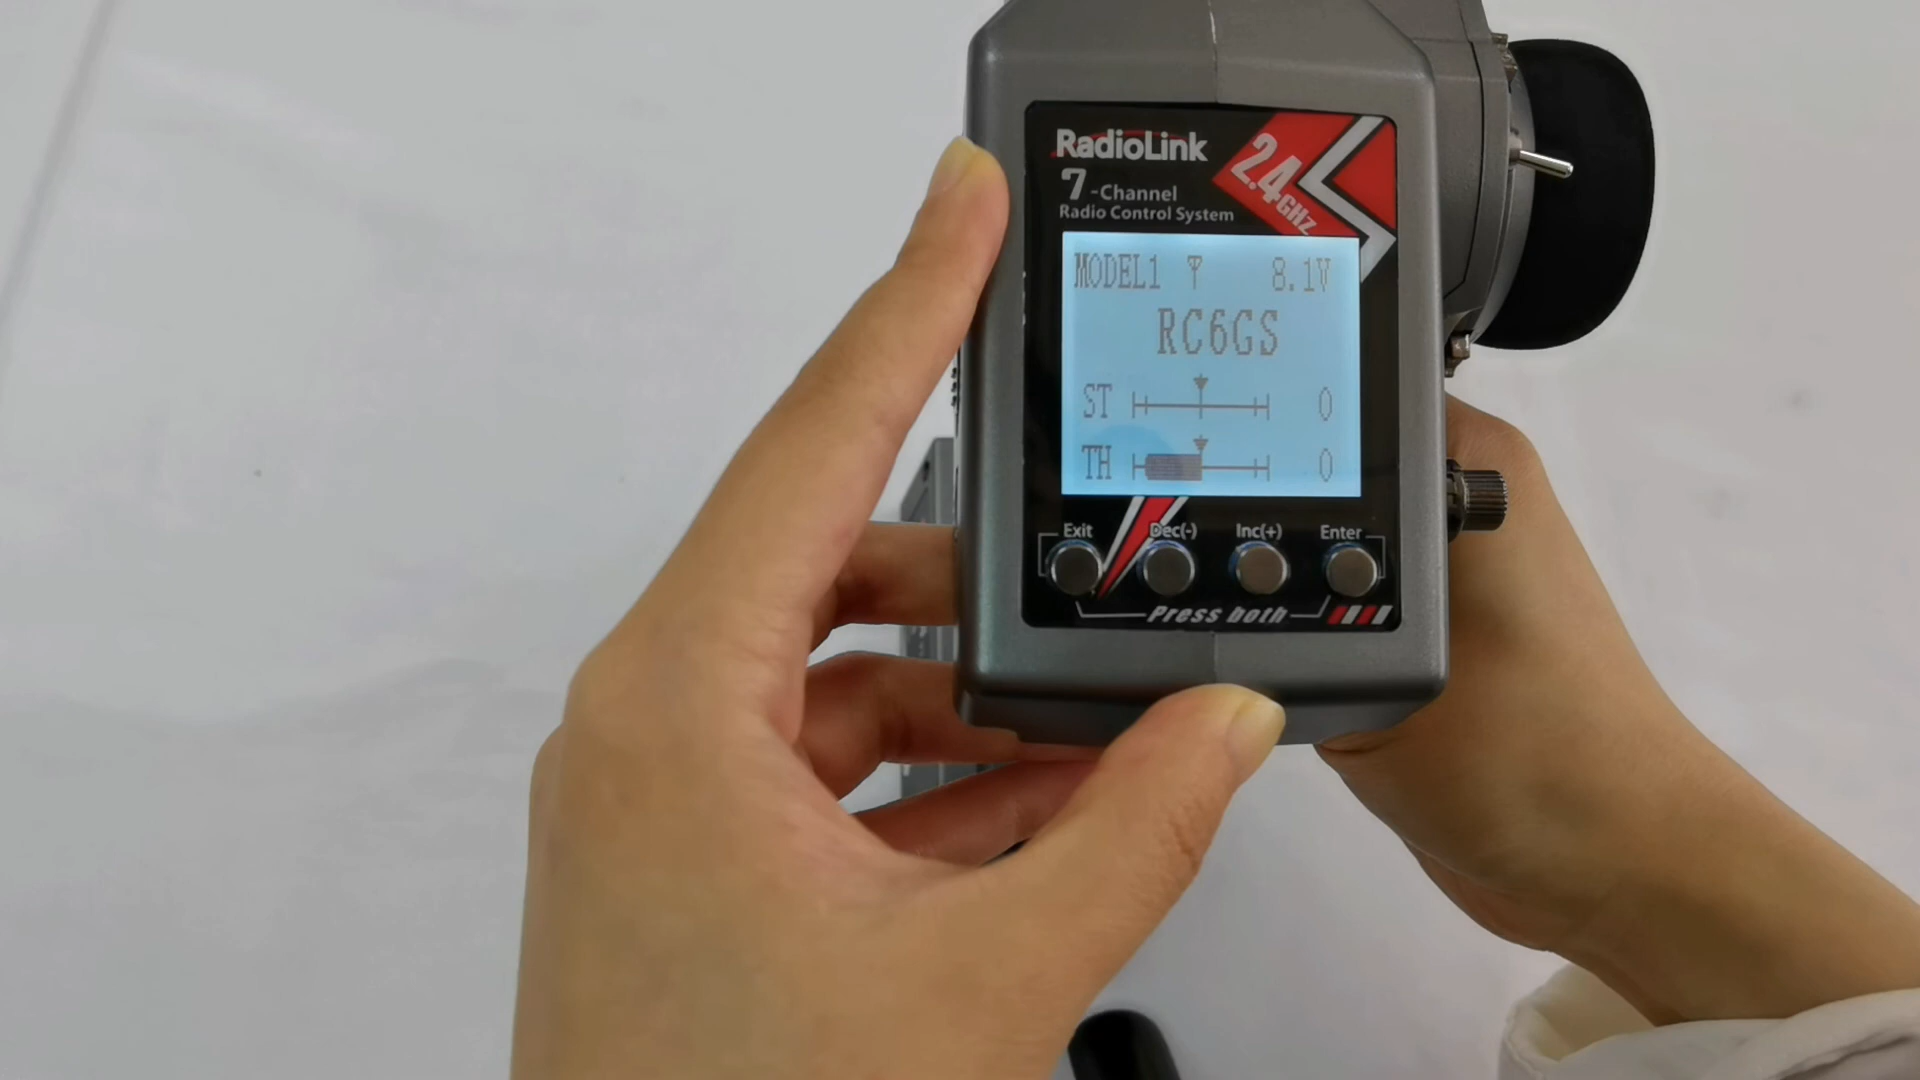 RadioLink
7-Channel
Radio Control System
2.4GHz
MODEL1 8.1V
RC6GS
ST 0
TH 0
Exit Dec(-) Inc(+) Enter
Press both